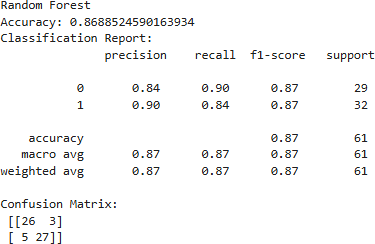 Random Forest
Accuracy: 0.8688524590163934
Classification Report:
              precision    recall  f1-score   support

           0       0.84      0.90      0.87        29
           1       0.90      0.84      0.87        32

    accuracy                           0.87        61
   macro avg       0.87      0.87      0.87        61
weighted avg       0.87      0.87      0.87        61

Confusion Matrix:
 [[26  3]
 [ 5 27]]